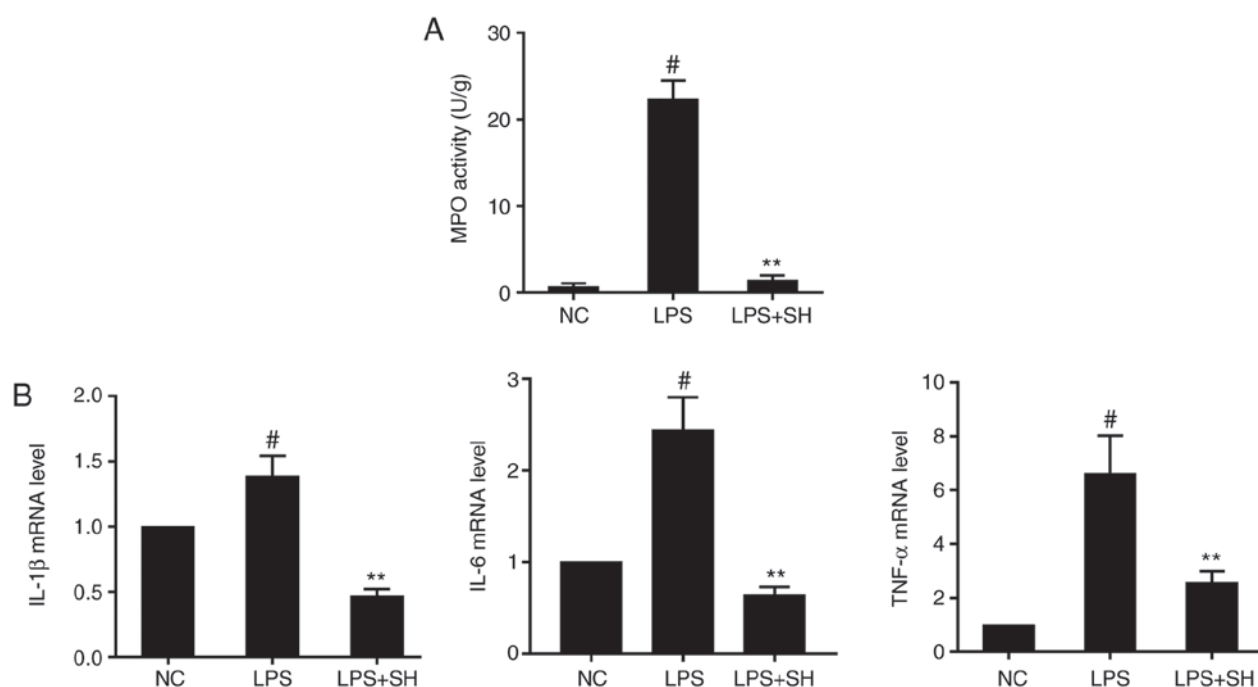 A
MPO activity (U/g)
30
20
10
0
#
**
NC LPS LPS+SH
B
IL-1β mRNA level
2.0
1.5
1.0
0.5
0.0
#
**
NC LPS LPS+SH
IL-6 mRNA level
3
2
1
0
#
**
NC LPS LPS+SH
TNF-α mRNA level
10
8
6
4
2
0
#
**
NC LPS LPS+SH